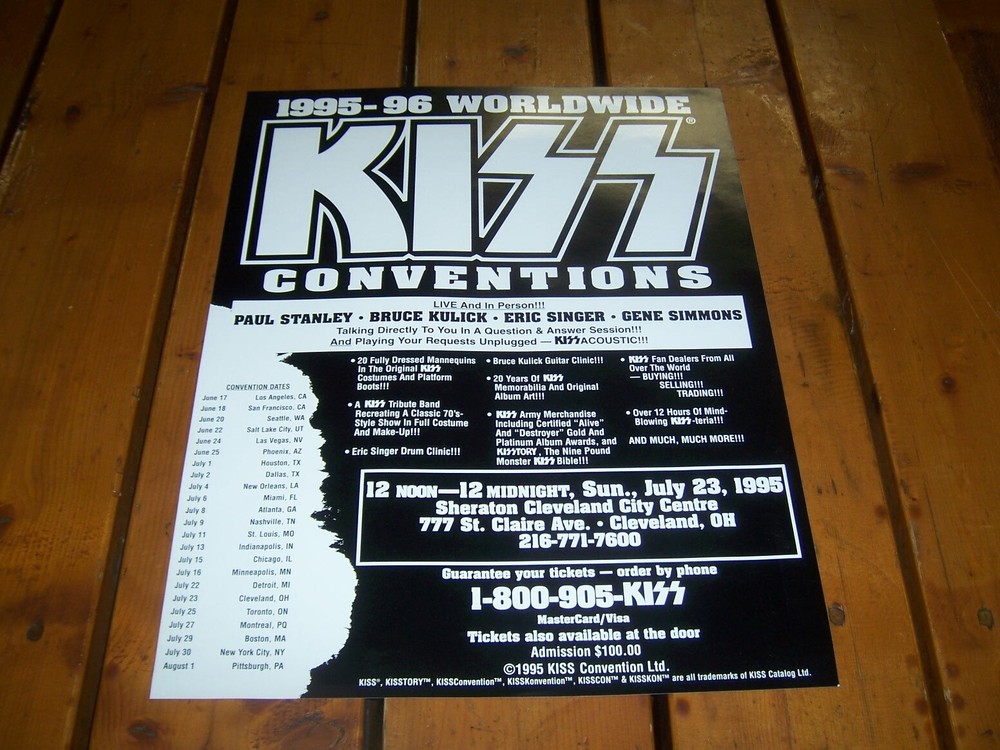 1995-96 WORLDWIDE
KISS®
CONVENTIONS
LIVE And In Person!!!
PAUL STANLEY • BRUCE KULICK • ERIC SINGER • GENE SIMMONS
Talking Directly To You In A Question & Answer Session!!!
And Playing Your Requests Unplugged — KISS ACOUSTIC!!!
• 20 Fully Dressed Mannequins
In The Original KISS
Costumes And Platform
Boots!!!
• A KISS Tribute Band
Recreating A Classic 70's-
Style Show In Full Costume
And Make-Up!!!
• Eric Singer Drum Clinic!!!
• Bruce Kulick Guitar Clinic!!!
• 20 Years Of KISS
Memorabilia And Original
Album Art!!!
• KISS Army Merchandise
Including Certified "Alive"
And "Destroyer" Gold And
Platinum Album Awards, and
KISSTORY, The Nine Pound
Monster KISS Bible!!!
• KISS Fan Dealers From All
Over The World
— BUYING!!!
SELLING!!!
TRADING!!!
• Over 12 Hours Of Mind-
Blowing KISS-teria!!!
AND MUCH, MUCH MORE!!!
CONVENTION DATES
June 17 Los Angeles, CA
June 18 San Francisco, CA
June 20 Seattle, WA
June 22 Salt Lake City, UT
June 24 Las Vegas, NV
June 25 Phoenix, AZ
July 1 Houston, TX
July 2 Dallas, TX
July 4 New Orleans, LA
July 6 Miami, FL
July 8 Atlanta, GA
July 9 Nashville, TN
July 11 St. Louis, MO
July 13 Indianapolis, IN
July 15 Chicago, IL
July 16 Minneapolis, MN
July 22 Detroit, MI
July 23 Cleveland, OH
July 25 Toronto, ON
July 27 Montreal, PQ
July 29 Boston, MA
July 30 New York City, NY
August 1 Pittsburgh, PA
12 NOON—12 MIDNIGHT, Sun., July 23, 1995
Sheraton Cleveland City Centre
777 St. Claire Ave. • Cleveland, OH
216-771-7600
Guarantee your tickets — order by phone
1-800-905-KISS
MasterCard/Visa
Tickets also available at the door
Admission $100.00
©1995 KISS Convention Ltd.
KISS®, KISSTORY™, KISSConvention™, KISSKonvention™, KISSCON™ & KISSKON™ are all trademarks of KISS Catalog Ltd.